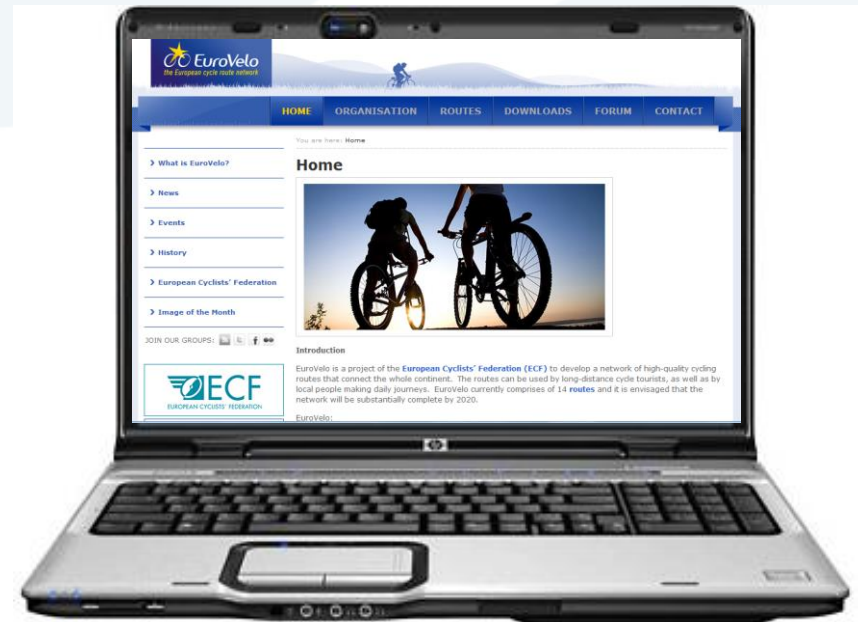 EuroVelo
the European cycle route network
HOME ORGANISATION ROUTES DOWNLOADS FORUM CONTACT
You are here: Home
What is EuroVelo?
News
Events
History
European Cyclists' Federation
Image of the Month
JOIN OUR GROUPS:
ECF
EUROPEAN CYCLISTS' FEDERATION
Home
Introduction
EuroVelo is a project of the European Cyclists' Federation (ECF) to develop a network of high-quality cycling
routes that connect the whole continent. The routes can be used by long-distance cycle tourists, as well as by
local people making daily journeys. EuroVelo currently comprises of 14 routes and it is envisaged that the
network will be substantially complete by 2020.
EuroVelo:
hp